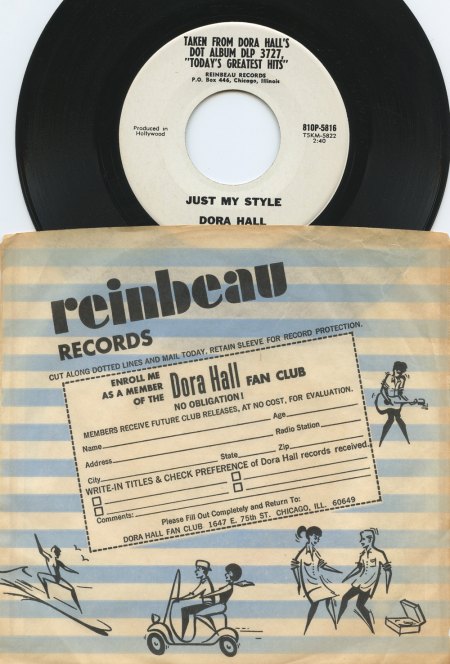 TAKEN FROM DORA HALL'S
DOT ALBUM DLP 3727,
"TODAY'S GREATEST HITS"
REINBEAU RECORDS
P.O. Box 446, Chicago, Illinois
Produced in
Hollywood
810P-5816
TSKM-5822
2:40
JUST MY STYLE
DORA HALL
reinbeau
RECORDS
CUT ALONG DOTTED LINES AND MAIL TODAY. RETAIN SLEEVE FOR RECORD PROTECTION.
ENROLL ME
AS A MEMBER
OF THE
Dora Hall FAN CLUB
NO OBLIGATION!
MEMBERS RECEIVE FUTURE CLUB RELEASES, AT NO COST, FOR EVALUATION.
Name Age
Address Radio Station
City State Zip
WRITE-IN TITLES & CHECK PREFERENCE of Dora Hall records received.
Comments:
Please Fill Out Completely and Return To:
DORA HALL FAN CLUB 1647 E. 75th ST. CHICAGO, ILL. 60649